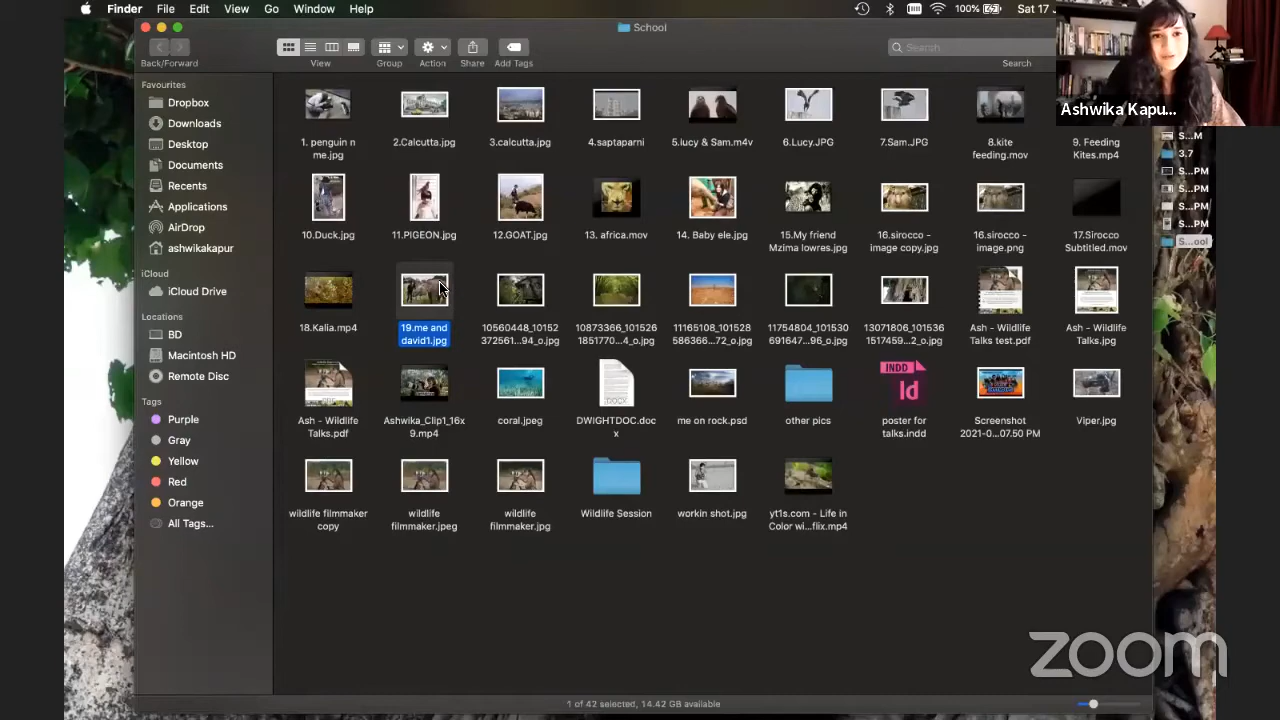 Finder File Edit View Go Window Help 100% Sat 17
School
Search
Back/Forward View Group Action Share Add Tags Search
Ashwika Kapu...
Favourites
Dropbox
Downloads
Desktop
Documents
Recents
Applications
AirDrop
ashwikakapur
iCloud
iCloud Drive
Locations
BD
Macintosh HD
Remote Disc
Tags
Purple
Gray
Yellow
Red
Orange
All Tags...
1. penguin n
me.jpg
2.Calcutta.jpg
3.calcutta.jpg
4.saptaparni
5.lucy & Sam.m4v
6.Lucy.JPG
7.Sam.JPG
8.kite
feeding.mov
9. Feeding
Kites.mp4
10.Duck.jpg
11.PIGEON.jpg
12.GOAT.jpg
13. africa.mov
14. Baby ele.jpg
15.My friend
Mzima lowres.jpg
16.sirocco -
image copy.jpg
16.sirocco -
image.png
17.Sirocco
Subtitled.mov
18.Kalia.mp4
19.me and
david1.jpg
10560448_10152
372561...94_o.jpg
10873366_101526
1851770...4_o.jpg
11165108_101528
586366...72_o.jpg
11754804_101530
691647...96_o.jpg
13071806_101536
1517459...2_o.jpg
Ash - Wildlife
Talks test.pdf
Ash - Wildlife
Talks.jpg
Ash - Wildlife
Talks.pdf
Ashwika_Clip1_16x
9.mp4
coral.jpeg
DWIGHTDOC.doc
x
me on rock.psd
other pics
poster for
talks.indd
Screenshot
2021-0...07.50 PM
Viper.jpg
INDD
Id
DOCX
wildlife filmmaker
copy
wildlife
filmmaker.jpeg
wildlife
filmmaker.jpg
Wildlife Session
workin shot.jpg
yt1s.com - Life in
Color wi...flix.mp4
S...M
3.7
S...PM
S...PM
S...PM
S...PM
S...ool
1 of 42 selected, 14.42 GB available
zoom